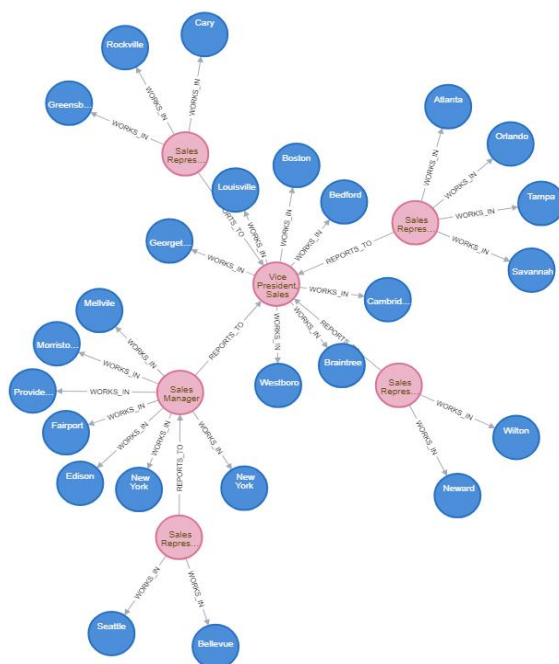 Cary
Rockville
Greensb...
WORKS_IN
WORKS_IN
WORKS_IN
Sales
Repres...
Atlanta
Orlando
Tampa
Savannah
WORKS_IN
WORKS_IN
WORKS_IN
WORKS_IN
Sales
Repres...
REPORTS_TO
Louisville
Boston
Bedford
Georget...
REPORTS_TO
WORKS_IN
WORKS_IN
WORKS_IN
WORKS_IN
Vice
President,
Sales
WORKS_IN
Cambrid...
WORKS_IN
Braintree
WORKS_IN
Westboro
REPORTS_TO
REPORTS_TO
Mellvile
Morristo...
Provide...
Fairport
Edison
New
York
New
York
WORKS_IN
WORKS_IN
WORKS_IN
WORKS_IN
WORKS_IN
WORKS_IN
WORKS_IN
Sales
Manager
Sales
Repres...
WORKS_IN
Wilton
WORKS_IN
Neward
REPORTS_TO
Sales
Repres...
WORKS_IN
WORKS_IN
Seattle
Bellevue